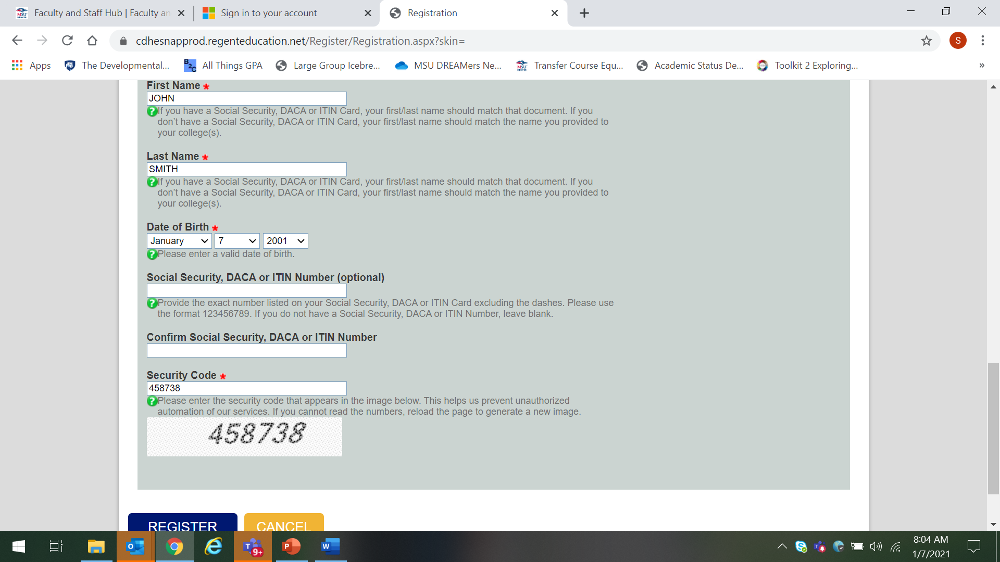 Faculty and Staff Hub | Faculty an
Sign in to your account
Registration
cdhesnapprod.regenteducation.net/Register/Registration.aspx?skin=
S
Apps
The Developmental...
All Things GPA
Large Group Icebre...
MSU DREAMers Ne...
Transfer Course Equ...
Academic Status De...
Toolkit 2 Exploring...
»
First Name *
JOHN
If you have a Social Security, DACA or ITIN Card, your first/last name should match that document. If you
don't have a Social Security, DACA or ITIN Card, your first/last name should match the name you provided to
your college(s).
Last Name *
SMITH
If you have a Social Security, DACA or ITIN Card, your first/last name should match that document. If you
don't have a Social Security, DACA or ITIN Card, your first/last name should match the name you provided to
your college(s).
Date of Birth *
January 7 2001
Please enter a valid date of birth.
Social Security, DACA or ITIN Number (optional)
Provide the exact number listed on your Social Security, DACA or ITIN Card excluding the dashes. Please use
the format 123456789. If you do not have a Social Security, DACA or ITIN Number, leave blank.
Confirm Social Security, DACA or ITIN Number
Security Code *
458738
Please enter the security code that appears in the image below. This helps us prevent unauthorized
automation of our services. If you cannot read the numbers, reload the page to generate a new image.
458738
REGISTER CANCEL
9+
8:04 AM
1/7/2021